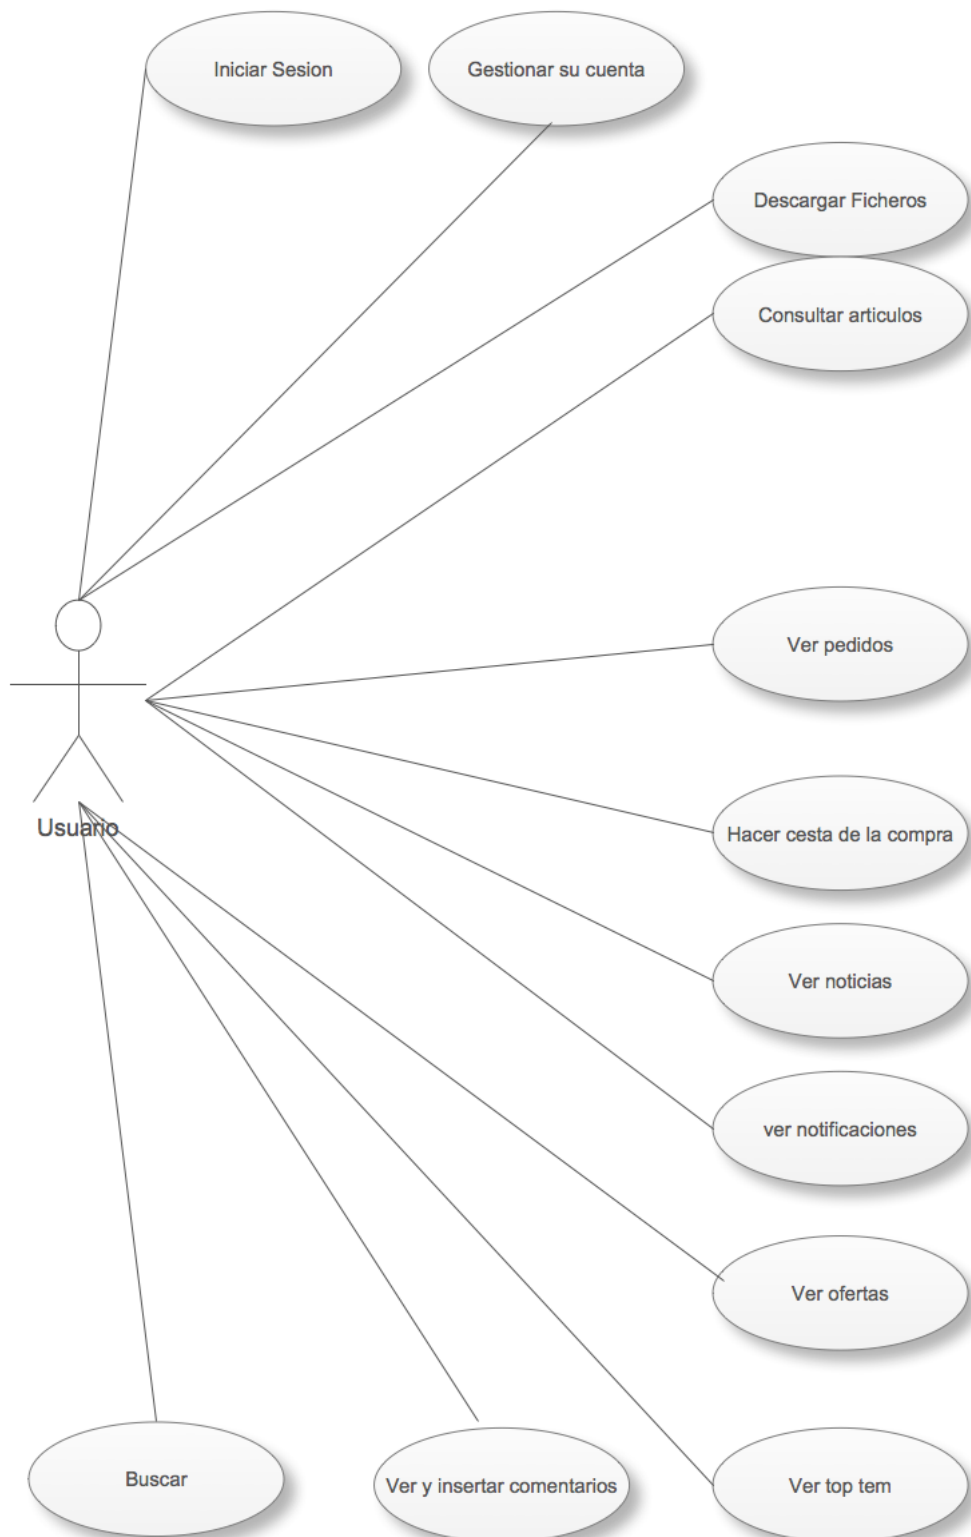 Iniciar Sesion
Gestionar su cuenta
Descargar Ficheros
Consultar articulos
Ver pedidos
Usuario
Hacer cesta de la compra
Ver noticias
ver notificaciones
Ver ofertas
Buscar
Ver y insertar comentarios
Ver top tem